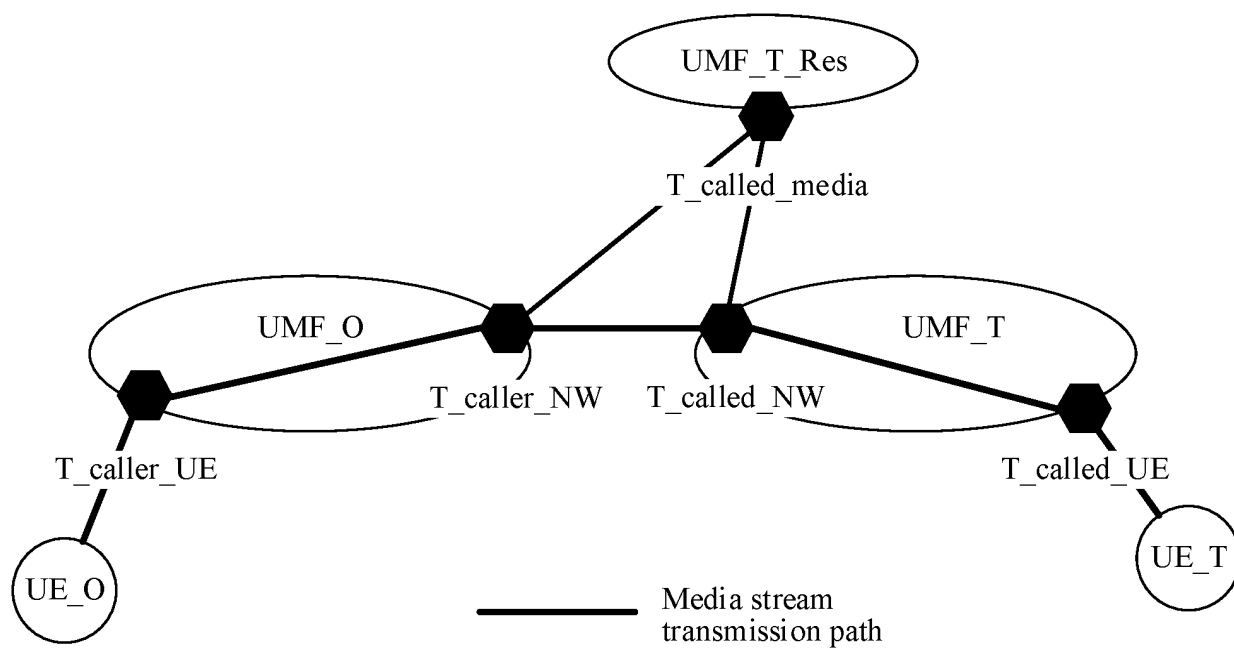 UMF_T_Res
T_called_media
UMF_O
UMF_T
T_caller_NW
T_called_NW
T_caller_UE
T_called_UE
UE_O
UE_T
Media stream
transmission path